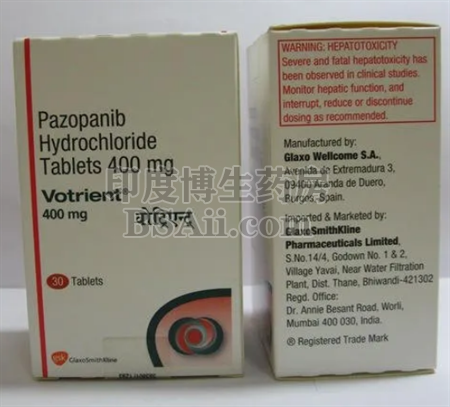 Pazopanib
Hydrochloride
Tablets 400 mg
Votrient
400 mg
30 Tablets
gsk GlaxoSmithKline
WARNING: HEPATOTOXICITY
Severe and fatal hepatotoxicity has
been observed in clinical studies.
Monitor hepatic function, and
interrupt, reduce or discontinue
dosing as recommended.
Manufactured by:
Glaxo Wellcome S.A.,
Avenida de Extremadura 3,
09400 Aranda de Duero,
Burgos, Spain.
Imported & Marketed by:
GlaxoSmithKline
Pharmaceuticals Limited,
S.No.14/4, Godown No. 1 & 2,
Village Yavai, Near Water Filtration
Plant, Dist. Thane, Bhiwandi-421302
Regd. Office:
Dr. Annie Besant Road, Worli,
Mumbai 400 030, India.
® Registered Trade Mark
印度博生药房
BSAii.com